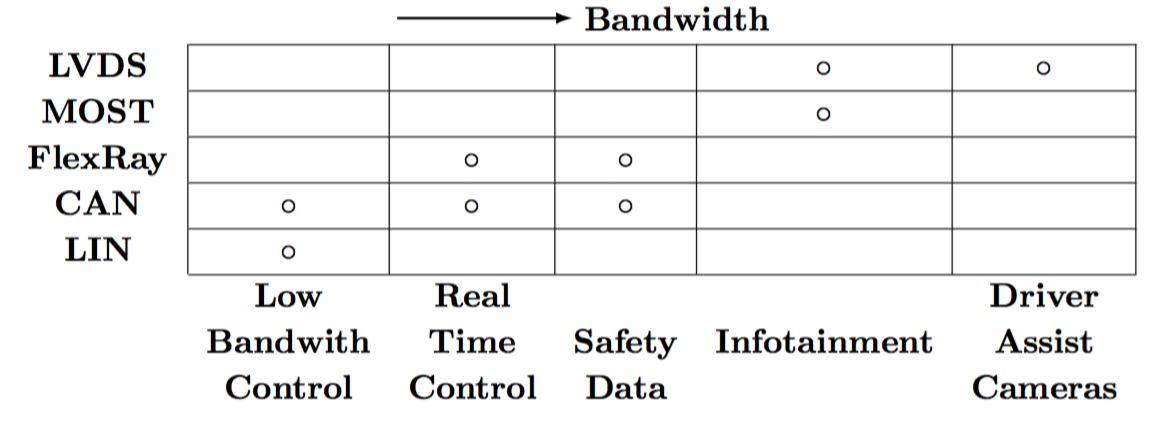 Bandwidth
LVDS
MOST
FlexRay
CAN
LIN
Low Real Driver
Bandwith Time Safety Infotainment Assist
Control Control Data Cameras